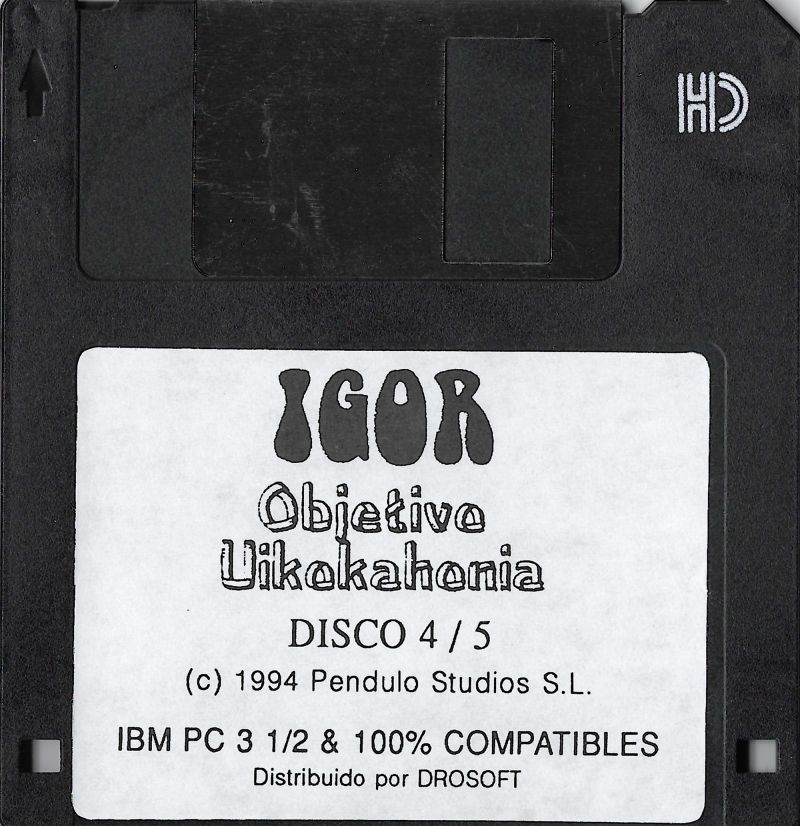 HD
IGOR
Objetivo
Uikokahonia
DISCO 4 / 5
(c) 1994 Pendulo Studios S.L.
IBM PC 3 1/2 & 100% COMPATIBLES
Distribuido por DROSOFT